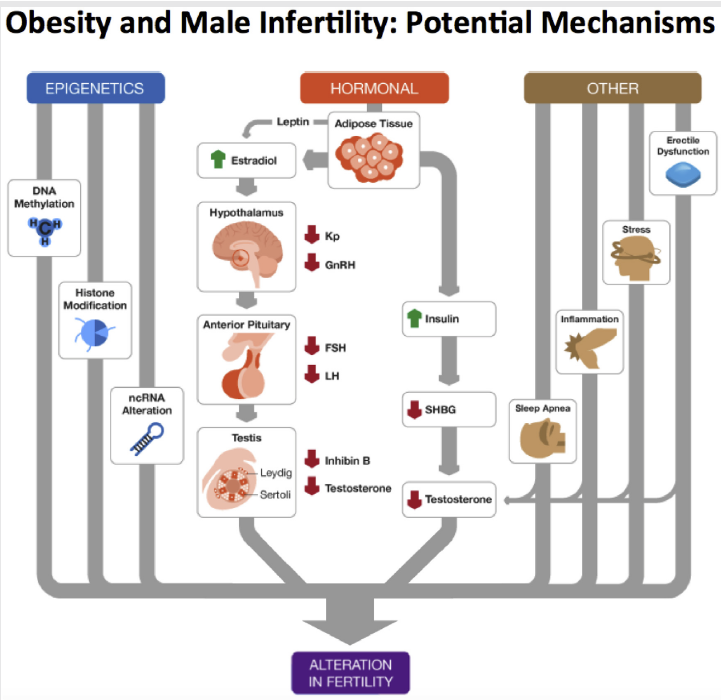 Obesity and Male Infertility: Potential Mechanisms
EPIGENETICS
HORMONAL
OTHER
DNA
Methylation
H
C
H
H
Histone
Modification
ncRNA
Alteration
Leptin
Adipose Tissue
Estradiol
Hypothalamus
Kp
GnRH
Anterior Pituitary
FSH
LH
Testis
Leydig
Sertoli
Inhibin B
Testosterone
Insulin
SHBG
Testosterone
Erectile
Dysfunction
Stress
Inflammation
Sleep Apnea
ALTERATION
IN FERTILITY